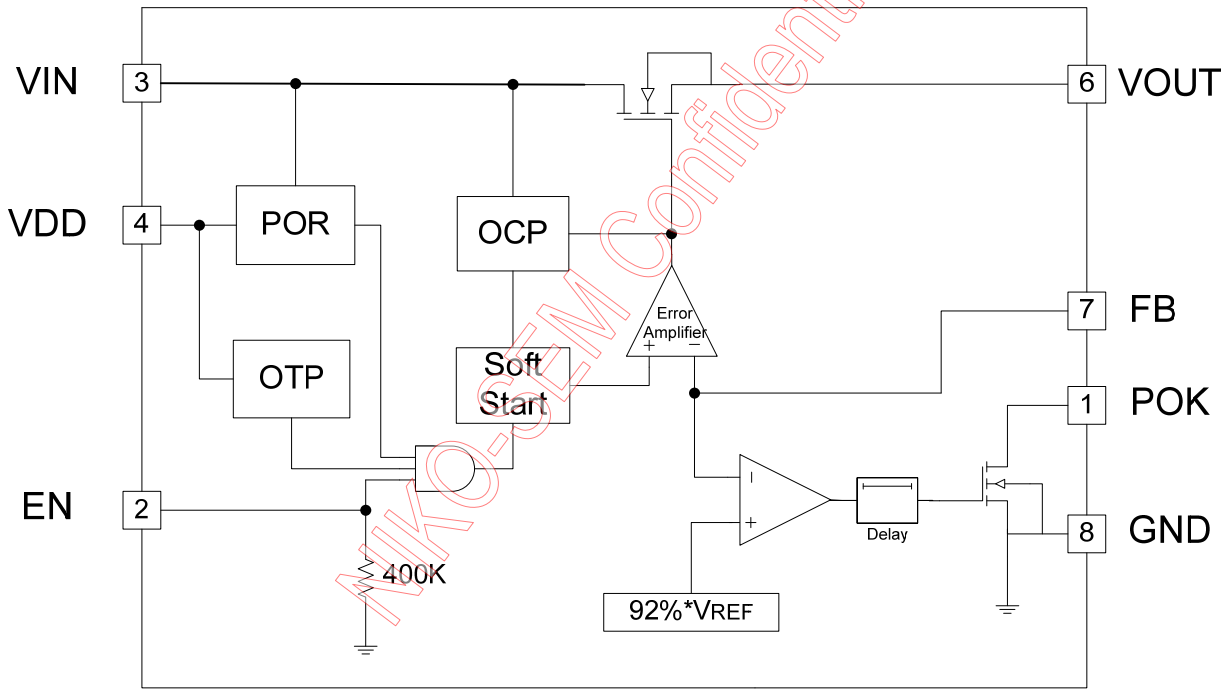 VIN
3
6
VOUT
VDD
4
POR
OCP
Error
Amplifier
+
−
7
FB
OTP
Soft
Start
1
POK
EN
2
400K
−
+
Delay
8
GND
92%*VREF
NIKO-SEM Confidenti